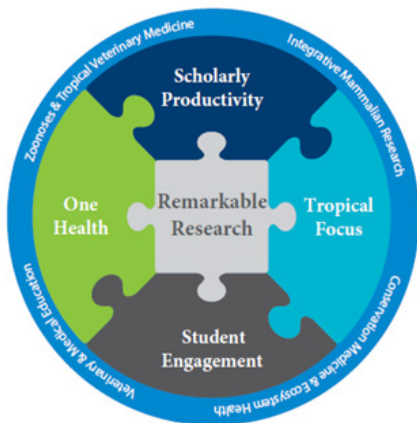 Zoonoses & Tropical Veterinary Medicine
Integrative Mammalian Research
Scholarly
Productivity
One
Health
Remarkable
Research
Tropical
Focus
Student
Engagement
Veterinary & Medical Education
Conservation Medicine & Ecosystem Health